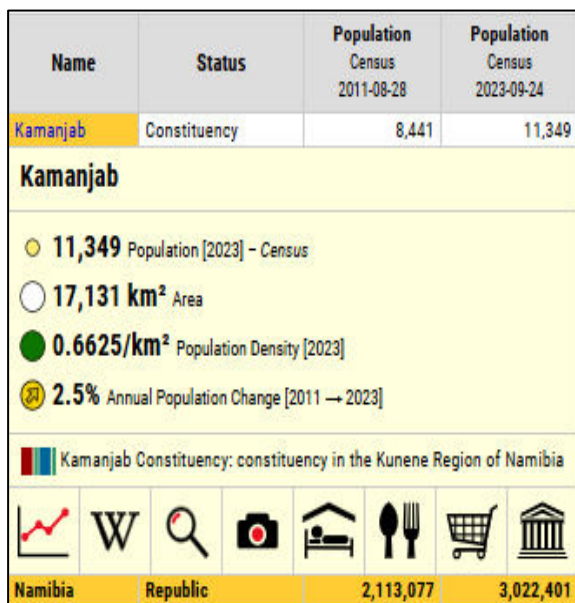 Name Status Population Census 2011-08-28 Population Census 2023-09-24
Kamanjab Constituency 8,441 11,349
Kamanjab
11,349 Population [2023] – Census
17,131 km² Area
0.6625/km² Population Density [2023]
2.5% Annual Population Change [2011 → 2023]
Kamanjab Constituency: constituency in the Kunene Region of Namibia
W
Namibia Republic 2,113,077 3,022,401